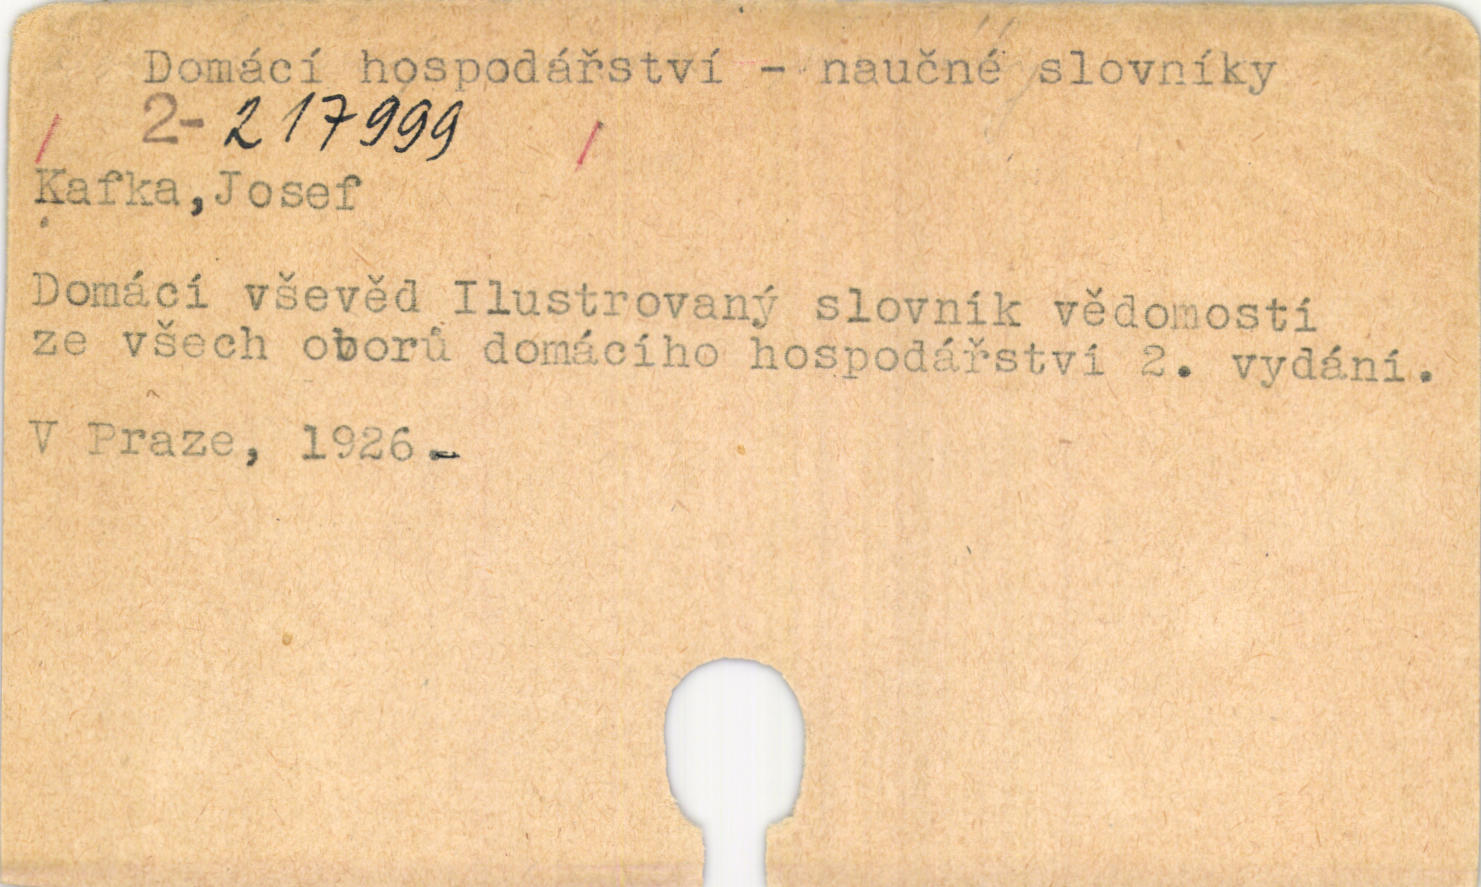 Domácí hospodářství - naučné slovníky
2- 217999
Kafka,Josef
Domácí vševěd Ilustrovaný slovník vědomostí
ze všech oborů domácího hospodářství 2. vydání.
V Praze, 1926.-